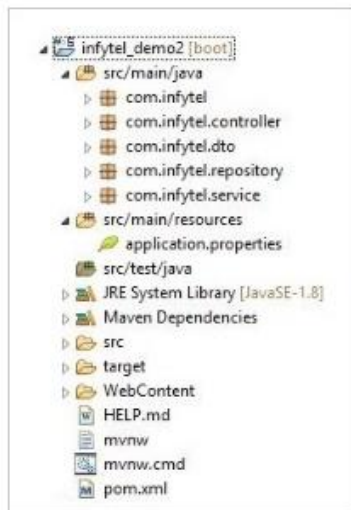 infytel_demo2 [boot]
src/main/java
com.infytel
com.infytel.controller
com.infytel.dto
com.infytel.repository
com.infytel.service
src/main/resources
application.properties
src/test/java
JRE System Library [JavaSE-1.8]
Maven Dependencies
src
target
WebContent
HELP.md
mvnw
mvnw.cmd
pom.xml